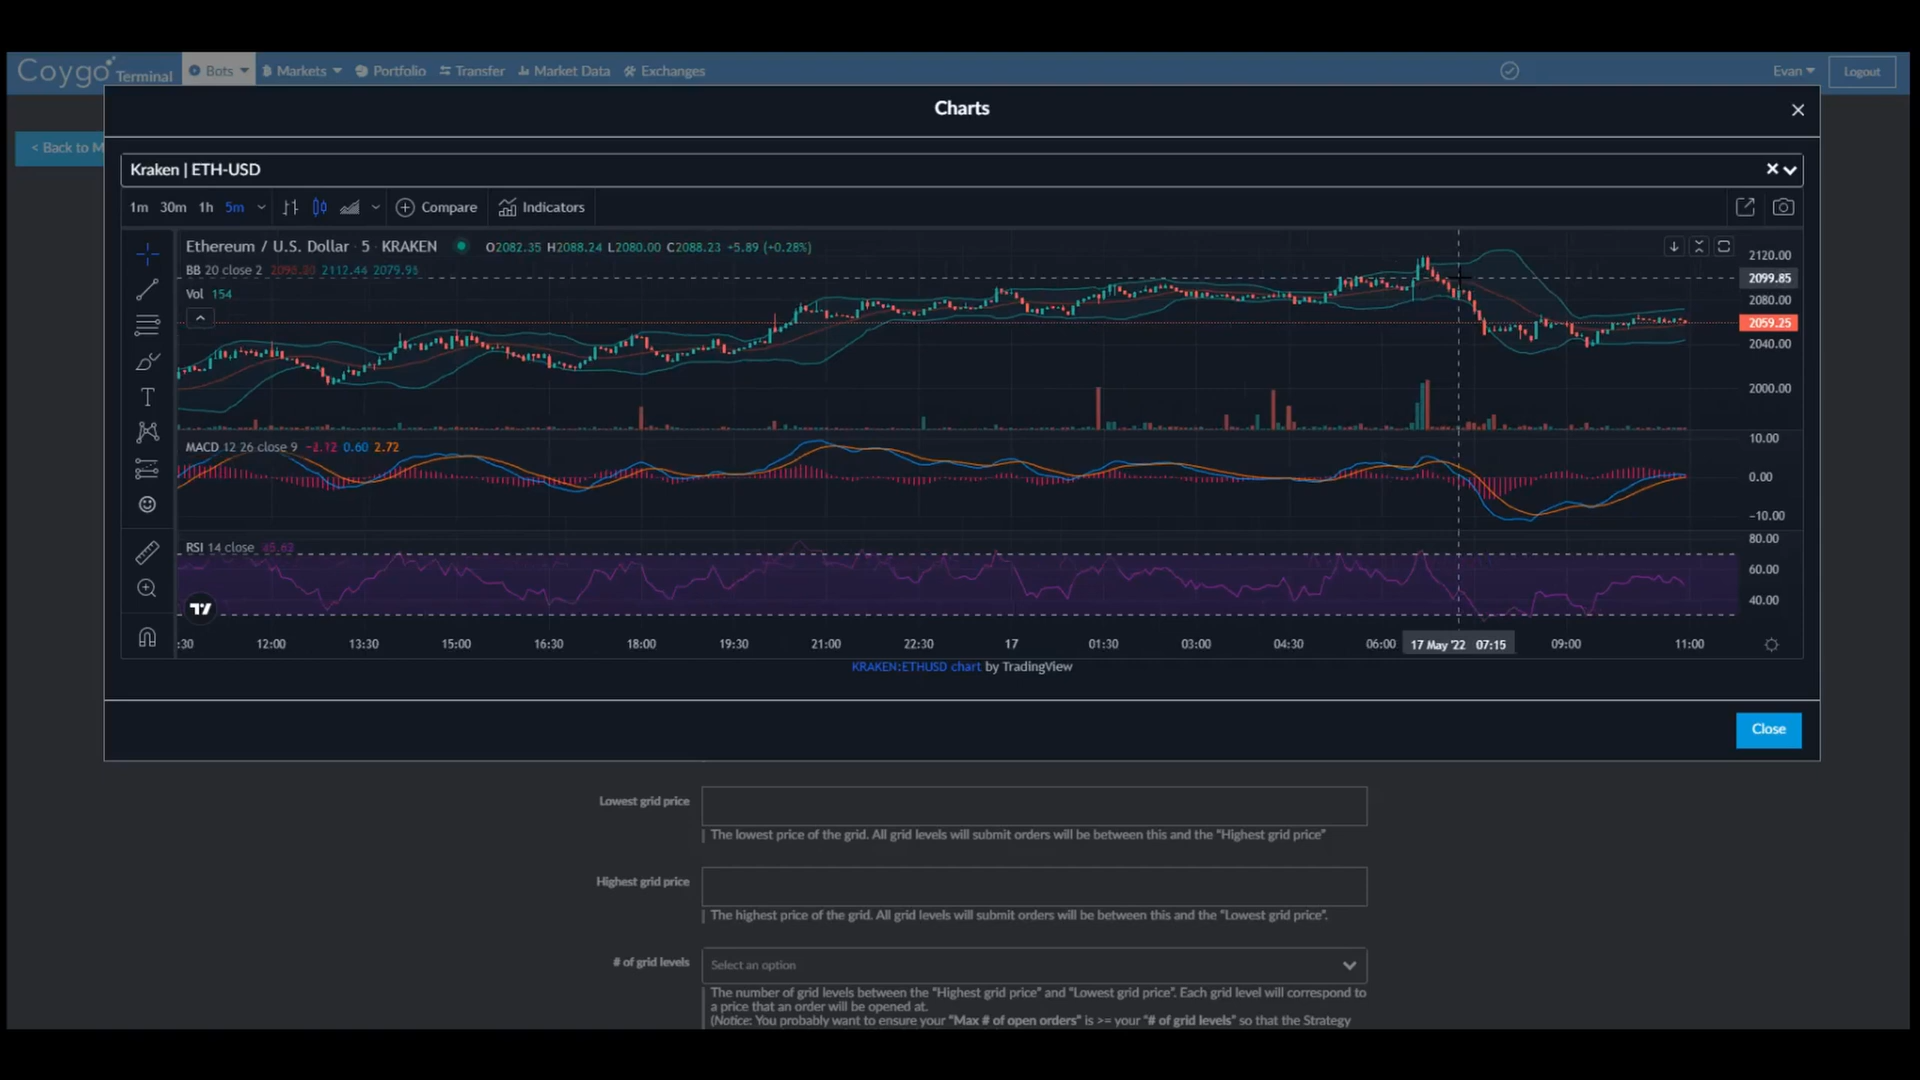 Coygo Terminal Bots Markets Portfolio Transfer Market Data Exchanges Evan Logout
Charts
< Back to M
Kraken | ETH-USD
1m 30m 1h 5m Compare Indicators
Ethereum / U.S. Dollar · 5 · KRAKEN O2082.35 H2088.24 L2080.00 C2088.23 +5.89 (+0.28%)
BB 20 close 2 2112.44
Vol 154
2120.00
2099.85
2080.00
2059.25
2040.00
2000.00
MACD 12 26 close 9 0.60 2.72
10.00
0.00
−10.00
RSI 14 close 45.62
80.00
60.00
40.00
:30 12:00 13:30 15:00 16:30 18:00 19:30 21:00 22:30 17 01:30 03:00 04:30 06:00 17 May '22 07:15 09:00 11:00
KRAKEN:ETHUSD chart by TradingView
Close
Lowest grid price
The lowest price of the grid. All grid levels will submit orders will be between this and the "Highest grid price"
Highest grid price
The highest price of the grid. All grid levels will submit orders will be between this and the "Lowest grid price".
# of grid levels
Select an option
The number of grid levels between the "Highest grid price" and "Lowest grid price". Each grid level will correspond to
a price that an order will be opened at.
(Notice: You probably want to ensure your "Max # of open orders" is >= your "# of grid levels" so that the Strategy